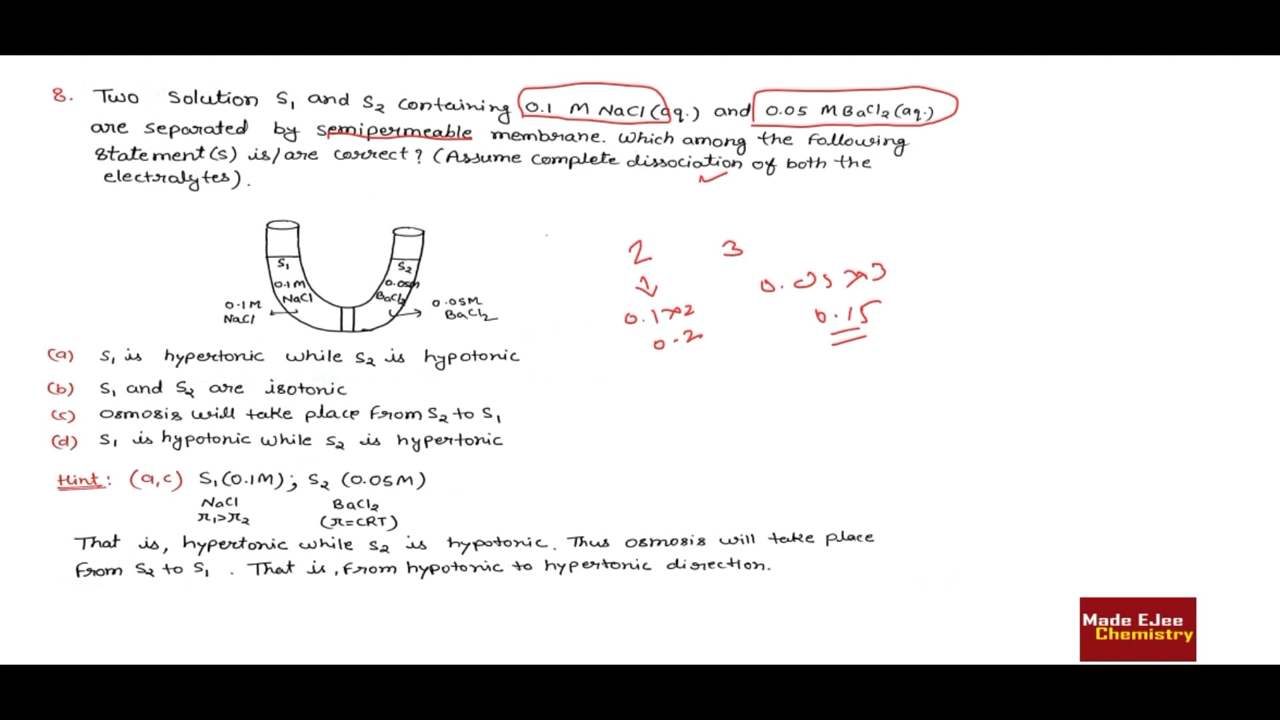 8. Two Solution S1 and S2 containing 0.1 M NaCl(aq.) and 0.05 M BaCl2(aq.)
are separated by semipermeable membrane. Which among the following
statement(s) is/are correct? (Assume complete dissociation of both the
electralytes).
S1
0.1M
NaCl
S2
0.05M
BaCl2
0.1M
NaCl
0.05M
BaCl2
2 3
0.1×2
0.2
0.05×3
0.15
(a) S1 is hypertonic while S2 is hypotonic
(b) S1 and S2 are isotonic
(c) Osmosis will take place from S2 to S1
(d) S1 is hypotonic while S2 is hypertonic
Hint: (a,c) S1(0.1M); S2 (0.05M)
NaCl BaCl2
π1>π2 (π=CRT)
That is, hypertonic while S2 is hypotonic. Thus osmosis will take place
from S2 to S1. That is, from hypotonic to hypertonic direction.
Made EJee
Chemistry